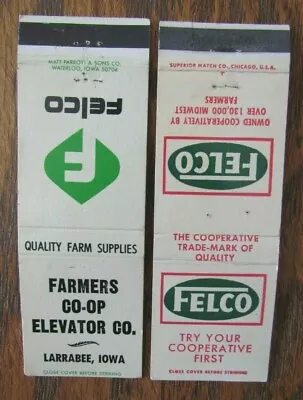 MATT PARROTT & SONS CO.
WATERLOO, IOWA 50704
FELCO
QUALITY FARM SUPPLIES
FARMERS
CO-OP
ELEVATOR CO.
LARRABEE, IOWA
CLOSE COVER BEFORE STRIKING
SUPERIOR MATCH CO., CHICAGO, U.S.A.
OWNED COOPERATIVELY BY
OVER 130,000 MIDWEST
FARMERS
FELCO
THE COOPERATIVE
TRADE-MARK OF
QUALITY
FELCO
TRY YOUR
COOPERATIVE
FIRST
CLOSE COVER BEFORE STRIKING